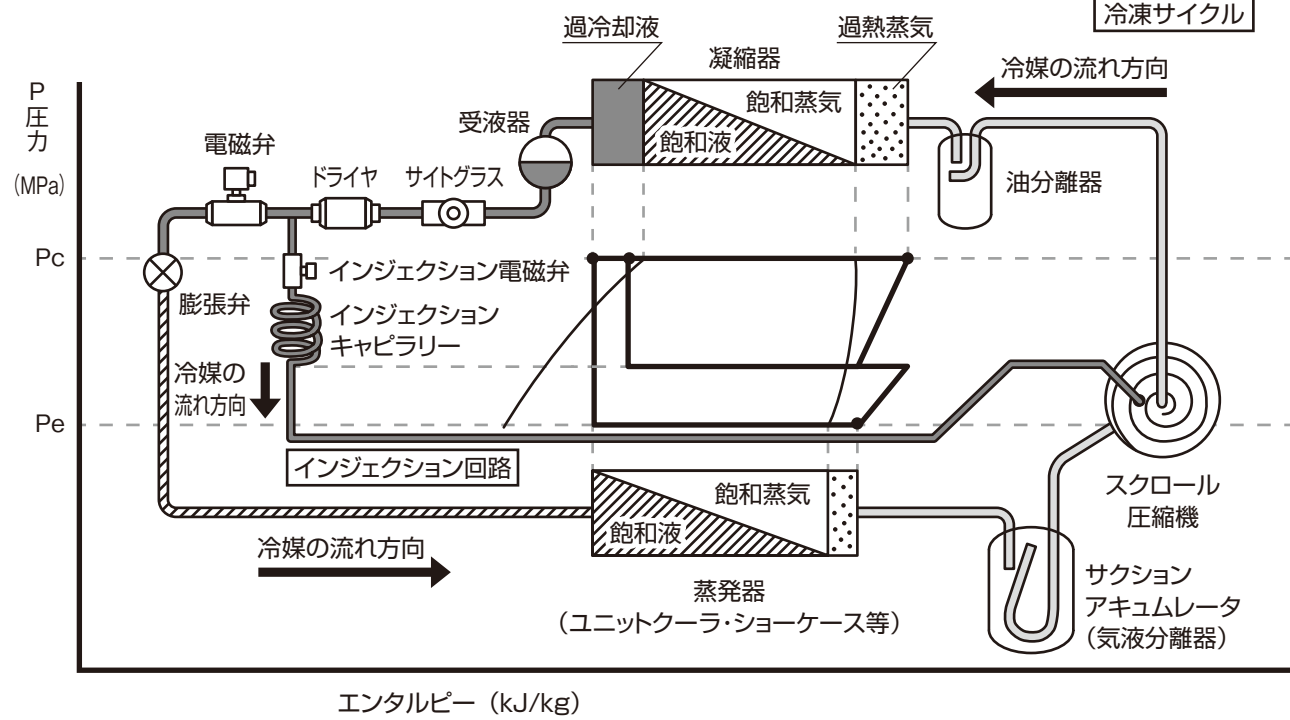 冷凍サイクル
過冷却液
過熱蒸気
凝縮器
冷媒の流れ方向
P
圧
力
(MPa)
飽和蒸気
飽和液
受液器
電磁弁
ドライヤ
サイトグラス
油分離器
Pc
インジェクション電磁弁
膨張弁
インジェクション
キャピラリー
冷媒の
流れ方向
Pe
インジェクション回路
スクロール
圧縮機
飽和蒸気
飽和液
冷媒の流れ方向
蒸発器
(ユニットクーラ・ショーケース等)
サクション
アキュムレータ
(気液分離器)
エンタルピー (kJ/kg)